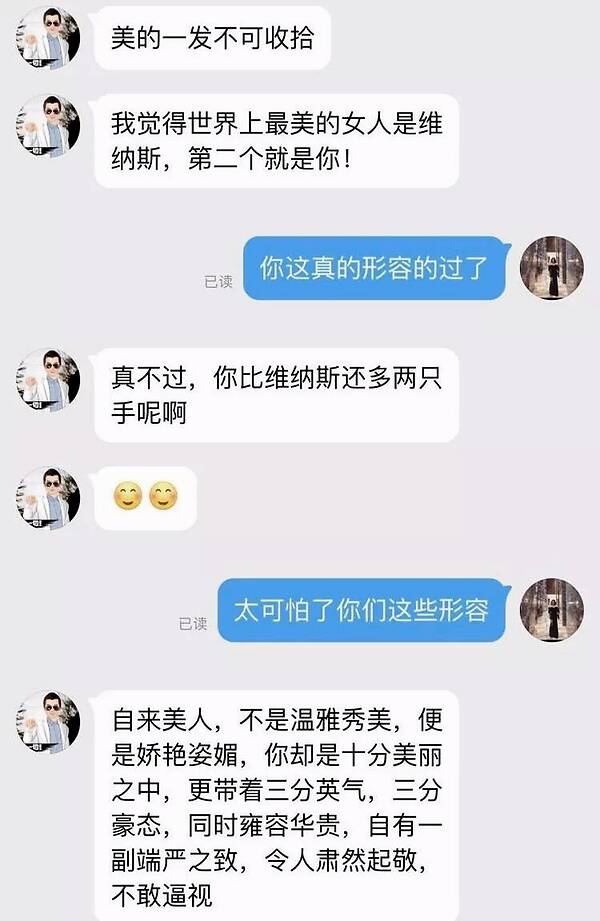 美的一发不可收拾
我觉得世界上最美的女人是维
纳斯，第二个就是你！
你这真的形容的过了
已读
真不过，你比维纳斯还多两只
手呢啊
太可怕了你们这些形容
已读
自来美人，不是温雅秀美，便
是娇艳姿媚，你却是十分美丽
之中，更带着三分英气，三分
豪态，同时雍容华贵，自有一
副端严之致，令人肃然起敬，
不敢逼视